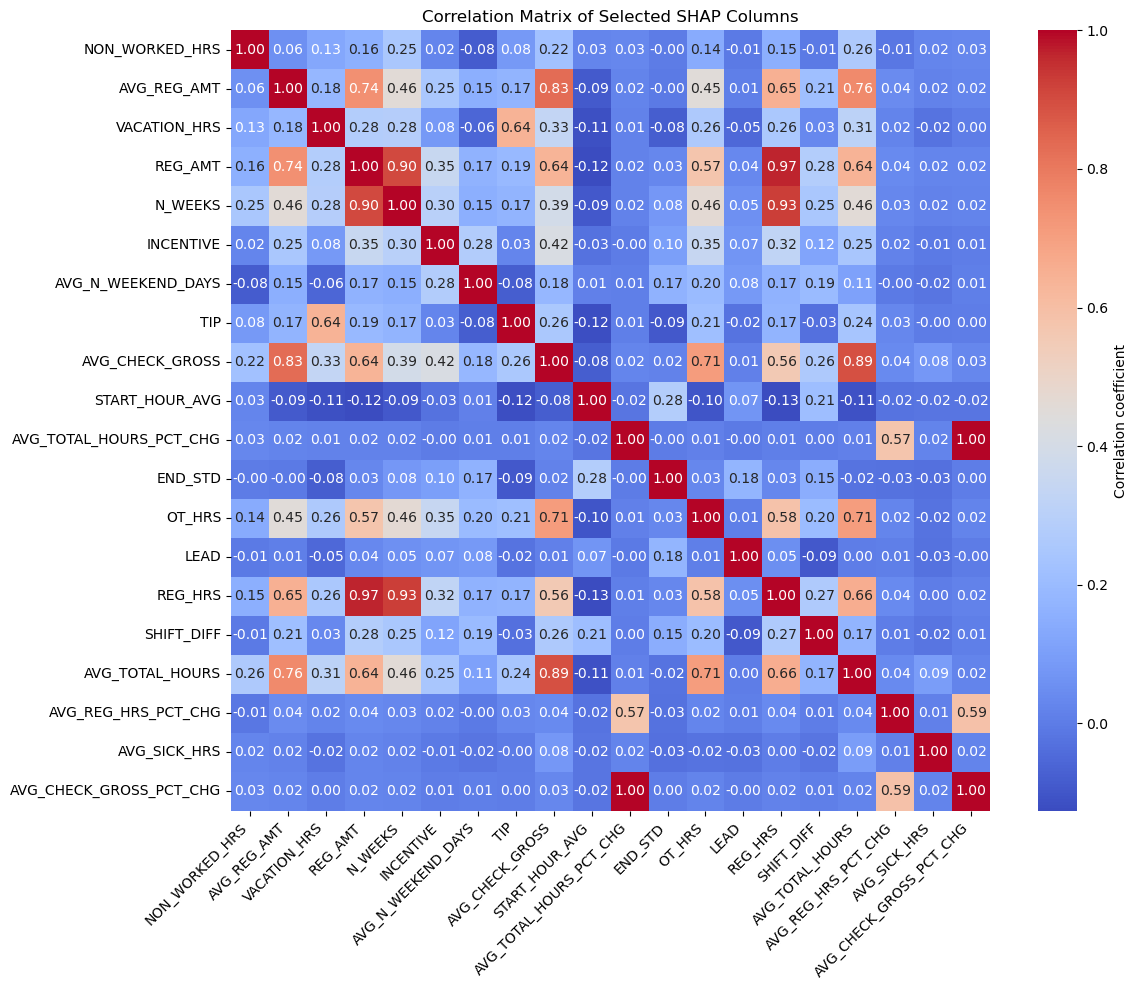 Correlation Matrix of Selected SHAP Columns
NON_WORKED_HRS 1.00 0.06 0.13 0.16 0.25 0.02 -0.08 0.08 0.22 0.03 0.03 -0.00 0.14 -0.01 0.15 -0.01 0.26 -0.01 0.02 0.03
AVG_REG_AMT 0.06 1.00 0.18 0.74 0.46 0.25 0.15 0.17 0.83 -0.09 0.02 -0.00 0.45 0.01 0.65 0.21 0.76 0.04 0.02 0.02
VACATION_HRS 0.13 0.18 1.00 0.28 0.28 0.08 -0.06 0.64 0.33 -0.11 0.01 -0.08 0.26 -0.05 0.26 0.03 0.31 0.02 -0.02 0.00
REG_AMT 0.16 0.74 0.28 1.00 0.90 0.35 0.17 0.19 0.64 -0.12 0.02 0.03 0.57 0.04 0.97 0.28 0.64 0.04 0.02 0.02
N_WEEKS 0.25 0.46 0.28 0.90 1.00 0.30 0.15 0.17 0.39 -0.09 0.02 0.08 0.46 0.05 0.93 0.25 0.46 0.03 0.02 0.02
INCENTIVE 0.02 0.25 0.08 0.35 0.30 1.00 0.28 0.03 0.42 -0.03 -0.00 0.10 0.35 0.07 0.32 0.12 0.25 0.02 -0.01 0.01
AVG_N_WEEKEND_DAYS -0.08 0.15 -0.06 0.17 0.15 0.28 1.00 -0.08 0.18 0.01 0.01 0.17 0.20 0.08 0.17 0.19 0.11 -0.00 -0.02 0.01
TIP 0.08 0.17 0.64 0.19 0.17 0.03 -0.08 1.00 0.26 -0.12 0.01 -0.09 0.21 -0.02 0.17 -0.03 0.24 0.03 -0.00 0.00
AVG_CHECK_GROSS 0.22 0.83 0.33 0.64 0.39 0.42 0.18 0.26 1.00 -0.08 0.02 0.02 0.71 0.01 0.56 0.26 0.89 0.04 0.08 0.03
START_HOUR_AVG 0.03 -0.09 -0.11 -0.12 -0.09 -0.03 0.01 -0.12 -0.08 1.00 -0.02 0.28 -0.10 0.07 -0.13 0.21 -0.11 -0.02 -0.02 -0.02
AVG_TOTAL_HOURS_PCT_CHG 0.03 0.02 0.01 0.02 0.02 -0.00 0.01 0.01 0.02 -0.02 1.00 -0.00 0.01 -0.00 0.01 0.00 0.01 0.57 0.02 1.00
END_STD -0.00 -0.00 -0.08 0.03 0.08 0.10 0.17 -0.09 0.02 0.28 -0.00 1.00 0.03 0.18 0.03 0.15 -0.02 -0.03 -0.03 0.00
OT_HRS 0.14 0.45 0.26 0.57 0.46 0.35 0.20 0.21 0.71 -0.10 0.01 0.03 1.00 0.01 0.58 0.20 0.71 0.02 -0.02 0.02
LEAD -0.01 0.01 -0.05 0.04 0.05 0.07 0.08 -0.02 0.01 0.07 -0.00 0.18 0.01 1.00 0.05 -0.09 0.00 0.01 -0.03 -0.00
REG_HRS 0.15 0.65 0.26 0.97 0.93 0.32 0.17 0.17 0.56 -0.13 0.01 0.03 0.58 0.05 1.00 0.27 0.66 0.04 0.00 0.02
SHIFT_DIFF -0.01 0.21 0.03 0.28 0.25 0.12 0.19 -0.03 0.26 0.21 0.00 0.15 0.20 -0.09 0.27 1.00 0.17 0.01 -0.02 0.01
AVG_TOTAL_HOURS 0.26 0.76 0.31 0.64 0.46 0.25 0.11 0.24 0.89 -0.11 0.01 -0.02 0.71 0.00 0.66 0.17 1.00 0.04 0.09 0.02
AVG_REG_HRS_PCT_CHG -0.01 0.04 0.02 0.04 0.03 0.02 -0.00 0.03 0.04 -0.02 0.57 -0.03 0.02 0.01 0.04 0.01 0.04 1.00 0.01 0.59
AVG_SICK_HRS 0.02 0.02 -0.02 0.02 0.02 -0.01 -0.02 -0.00 0.08 -0.02 0.02 -0.03 -0.02 -0.03 0.00 -0.02 0.09 0.01 1.00 0.02
AVG_CHECK_GROSS_PCT_CHG 0.03 0.02 0.00 0.02 0.02 0.01 0.01 0.00 0.03 -0.02 1.00 0.00 0.02 -0.00 0.02 0.01 0.02 0.59 0.02 1.00
NON_WORKED_HRS
AVG_REG_AMT
VACATION_HRS
REG_AMT
N_WEEKS
INCENTIVE
AVG_N_WEEKEND_DAYS
TIP
AVG_CHECK_GROSS
START_HOUR_AVG
AVG_TOTAL_HOURS_PCT_CHG
END_STD
OT_HRS
LEAD
REG_HRS
SHIFT_DIFF
AVG_TOTAL_HOURS
AVG_REG_HRS_PCT_CHG
AVG_SICK_HRS
AVG_CHECK_GROSS_PCT_CHG
1.0
0.8
0.6
0.4
0.2
0.0
Correlation coefficient